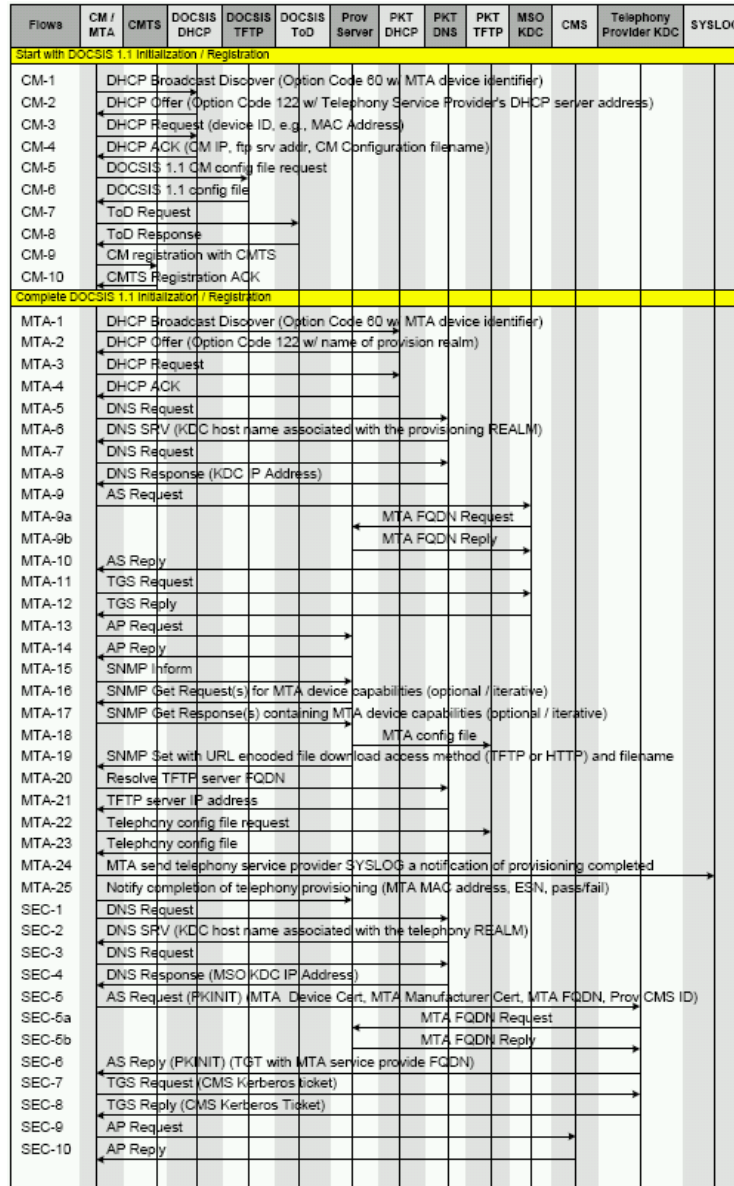 Flows CM / MTA CMTS DOCSIS DHCP DOCSIS TFTP DOCSIS ToD Prov Server PKT DHCP PKT DNS PKT TFTP MSO KDC CMS Telephony Provider KDC SYSLOG
Start with DOCSIS 1.1 Initialization / Registration
CM-1 DHCP Broadcast Discover (Option Code 60 w/ MTA device identifier)
CM-2 DHCP Offer (Option Code 122 w/ Telephony Service Provider's DHCP server address)
CM-3 DHCP Request (device ID, e.g., MAC Address)
CM-4 DHCP ACK (CM IP, ftp srv addr, CM Configuration filename)
CM-5 DOCSIS 1.1 CM config file request
CM-6 DOCSIS 1.1 config file
CM-7 ToD Request
CM-8 ToD Response
CM-9 CM registration with CMTS
CM-10 CMTS Registration ACK
Complete DOCSIS 1.1 Initialization / Registration
MTA-1 DHCP Broadcast Discover (Option Code 60 w/ MTA device identifier)
MTA-2 DHCP Offer (Option Code 122 w/ name of provision realm)
MTA-3 DHCP Request
MTA-4 DHCP ACK
MTA-5 DNS Request
MTA-6 DNS SRV (KDC host name associated with the provisioning REALM)
MTA-7 DNS Request
MTA-8 DNS Response (KDC IP Address)
MTA-9 AS Request
MTA-9a MTA FQDN Request
MTA-9b MTA FQDN Reply
MTA-10 AS Reply
MTA-11 TGS Request
MTA-12 TGS Reply
MTA-13 AP Request
MTA-14 AP Reply
MTA-15 SNMP Inform
MTA-16 SNMP Get Request(s) for MTA device capabilities (optional / iterative)
MTA-17 SNMP Get Response(s) containing MTA device capabilities (optional / iterative)
MTA-18 MTA config file
MTA-19 SNMP Set with URL encoded file download access method (TFTP or HTTP) and filename
MTA-20 Resolve TFTP server FQDN
MTA-21 TFTP server IP address
MTA-22 Telephony config file request
MTA-23 Telephony config file
MTA-24 MTA send telephony service provider SYSLOG a notification of provisioning completed
MTA-25 Notify completion of telephony provisioning (MTA MAC address, ESN, pass/fail)
SEC-1 DNS Request
SEC-2 DNS SRV (KDC host name associated with the telephony REALM)
SEC-3 DNS Request
SEC-4 DNS Response (MSO KDC IP Address)
SEC-5 AS Request (PKINIT) (MTA Device Cert, MTA Manufacturer Cert, MTA FQDN, Prov CMS ID)
SEC-5a MTA FQDN Request
SEC-5b MTA FQDN Reply
SEC-6 AS Reply (PKINIT) (TGT with MTA service provide FQDN)
SEC-7 TGS Request (CMS Kerberos ticket)
SEC-8 TGS Reply (CMS Kerberos Ticket)
SEC-9 AP Request
SEC-10 AP Reply